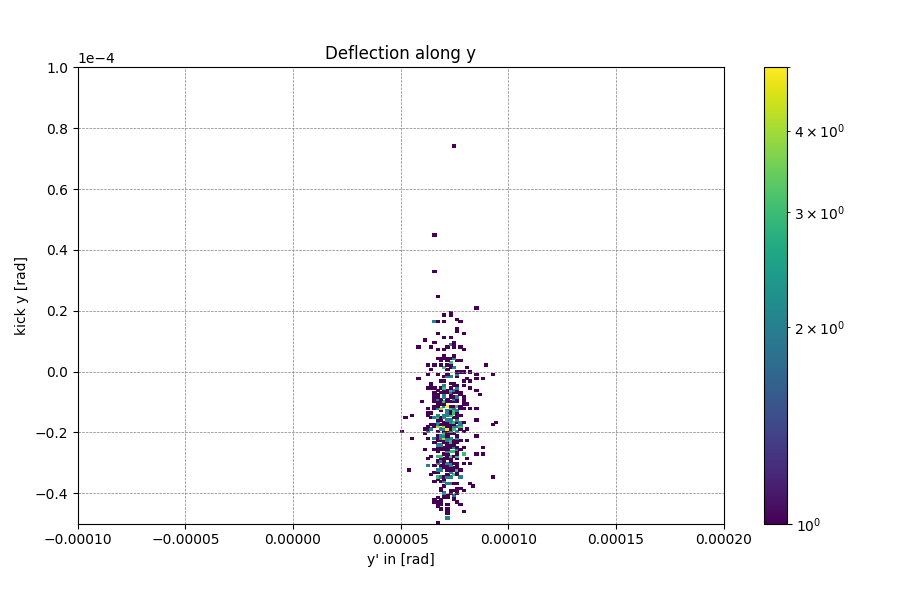 Deflection along y
1e−4
1.0
0.8
0.6
0.4
0.2
0.0
−0.2
−0.4
kick y [rad]
−0.00010 −0.00005 0.00000 0.00005 0.00010 0.00015 0.00020
y' in [rad]
4 × 10⁰
3 × 10⁰
2 × 10⁰
10⁰